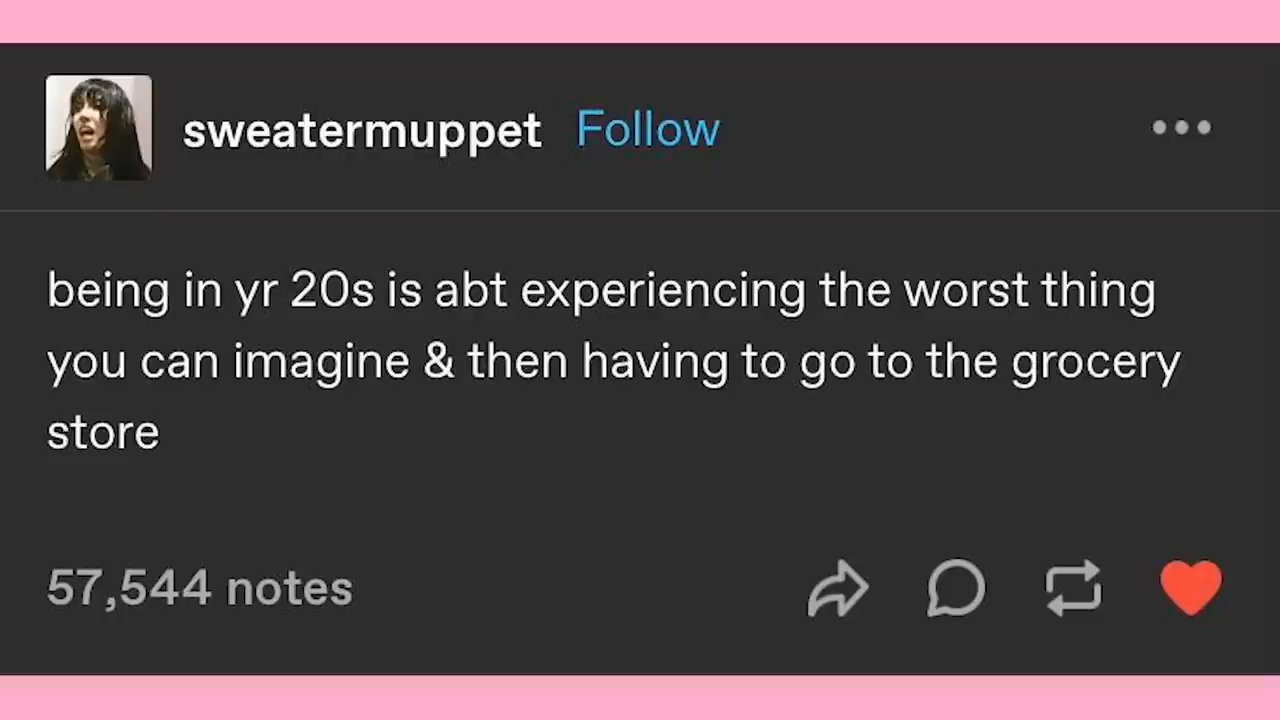 sweatermuppet Follow
being in yr 20s is abt experiencing the worst thing
you can imagine & then having to go to the grocery
store
57,544 notes